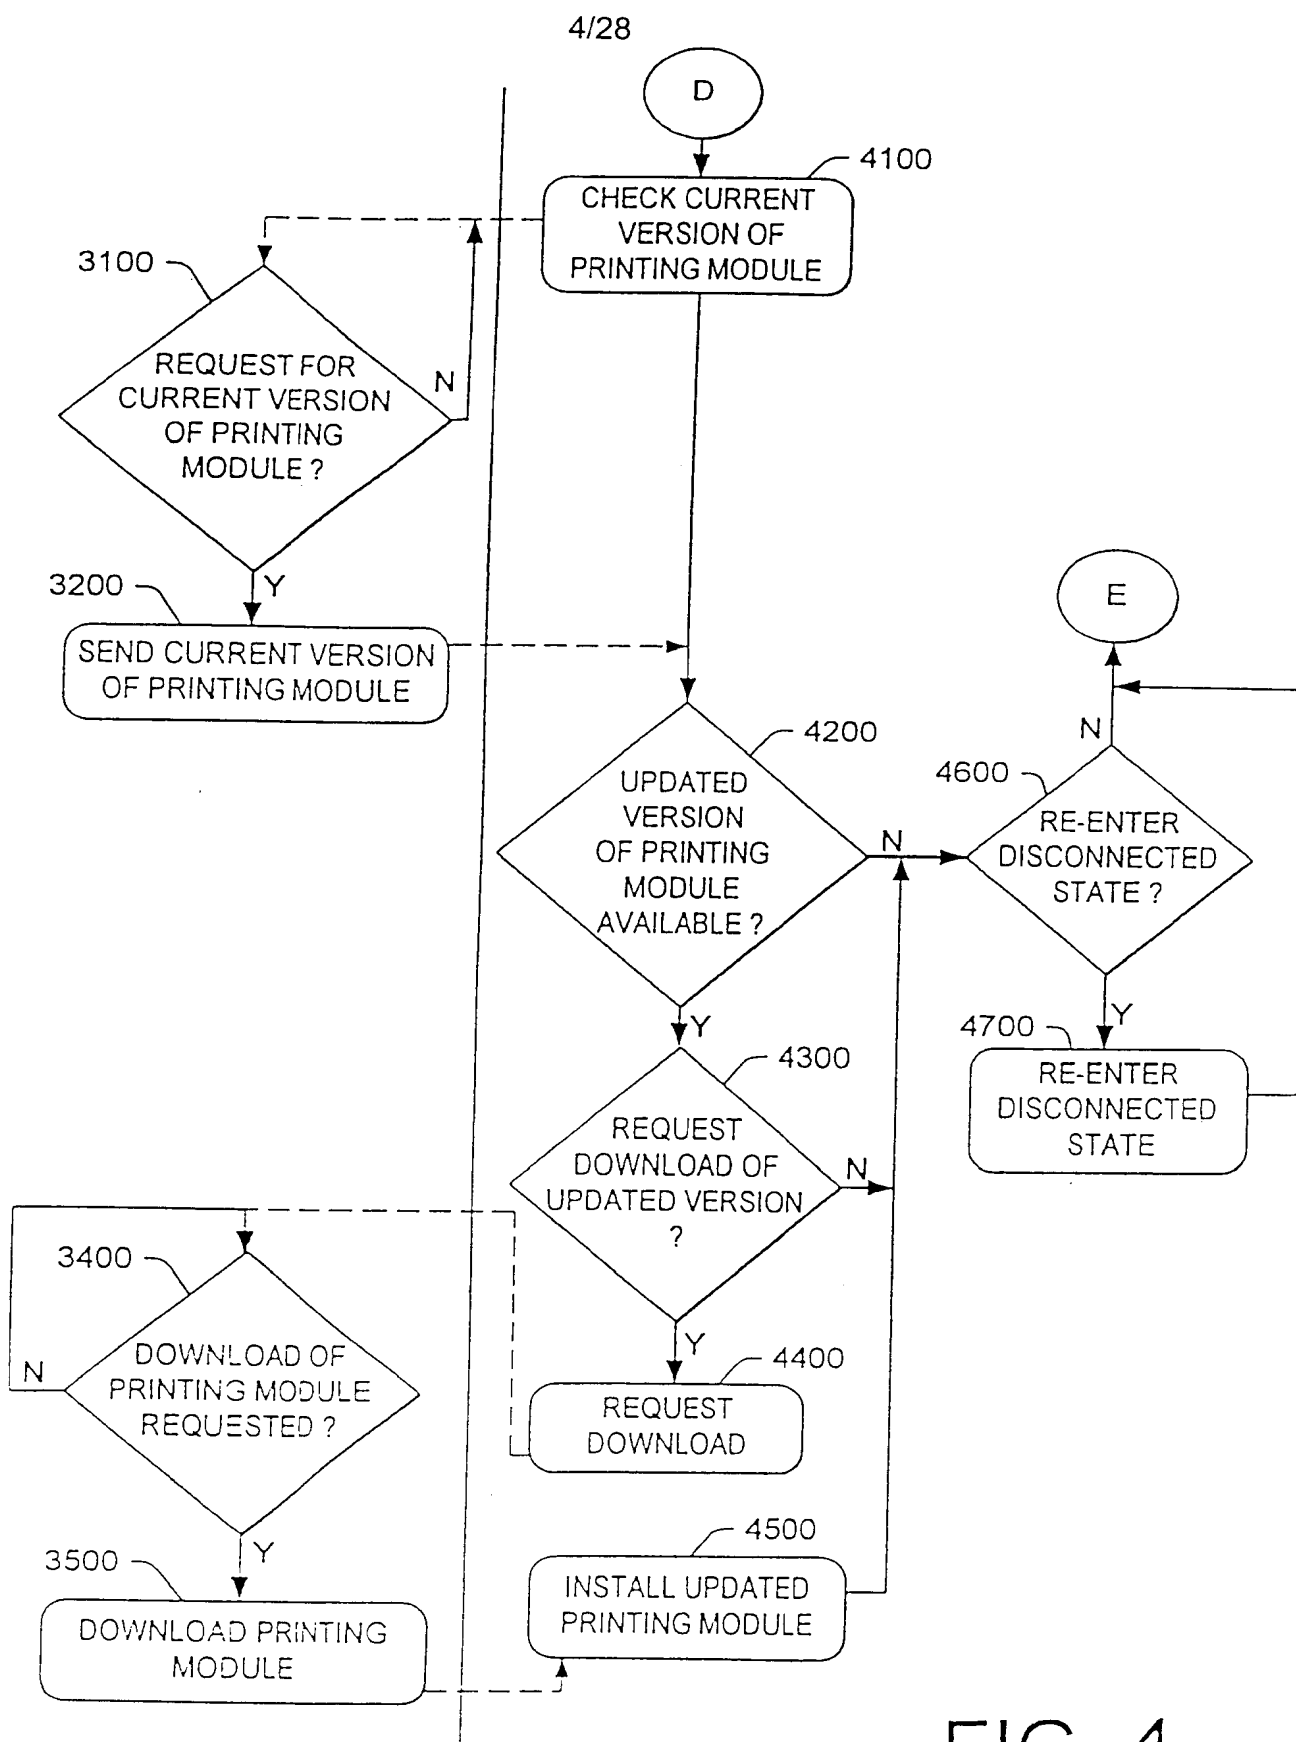 4/28
D
4100
CHECK CURRENT
VERSION OF
PRINTING MODULE
3100
REQUEST FOR
CURRENT VERSION
OF PRINTING
MODULE ?
N
Y
3200
SEND CURRENT VERSION
OF PRINTING MODULE
4200
UPDATED
VERSION
OF PRINTING
MODULE
AVAILABLE ?
N
Y
E
N
4600
RE-ENTER
DISCONNECTED
STATE ?
Y
4700
RE-ENTER
DISCONNECTED
STATE
4300
REQUEST
DOWNLOAD OF
UPDATED VERSION
?
N
Y
3400
DOWNLOAD OF
PRINTING MODULE
REQUESTED ?
N
Y
4400
REQUEST
DOWNLOAD
3500
DOWNLOAD PRINTING
MODULE
4500
INSTALL UPDATED
PRINTING MODULE
FIG. 4